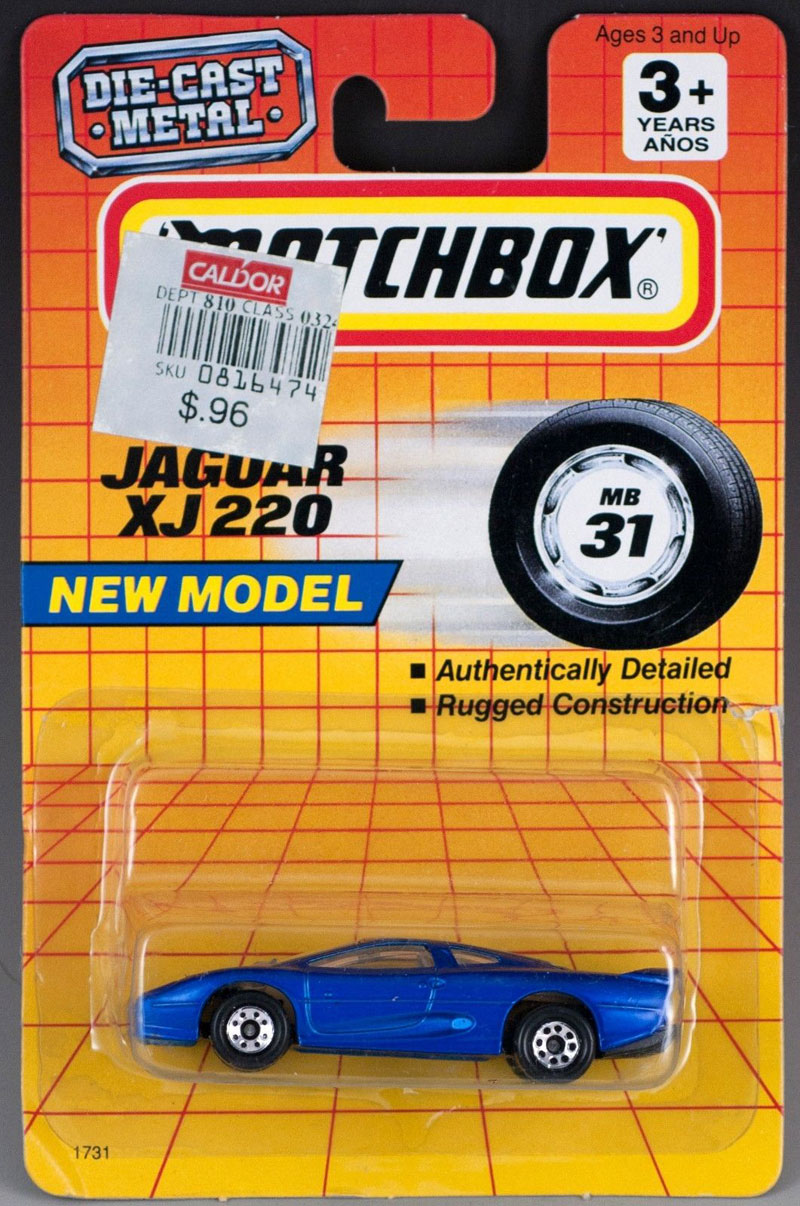 Ages 3 and Up
DIE-CAST
• METAL •
3+
YEARS
AÑOS
MATCHBOX®
CALDOR
DEPT 810 CLASS 0324
SKU 0816474
$.96
JAGUAR
XJ 220
MB
31
NEW MODEL
■ Authentically Detailed
■ Rugged Construction
1731